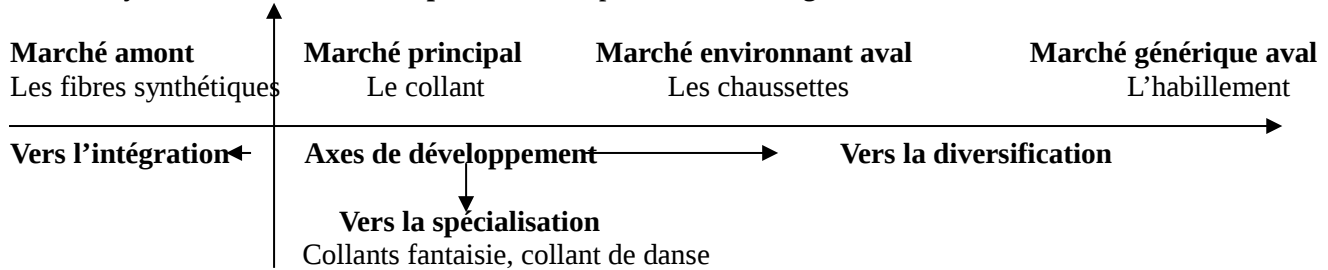 Marché amont Marché principal Marché environnant aval Marché générique aval
Les fibres synthétiques Le collant Les chaussettes L’habillement
Vers l’intégration Axes de développement Vers la diversification
Vers la spécialisation
Collants fantaisie, collant de danse